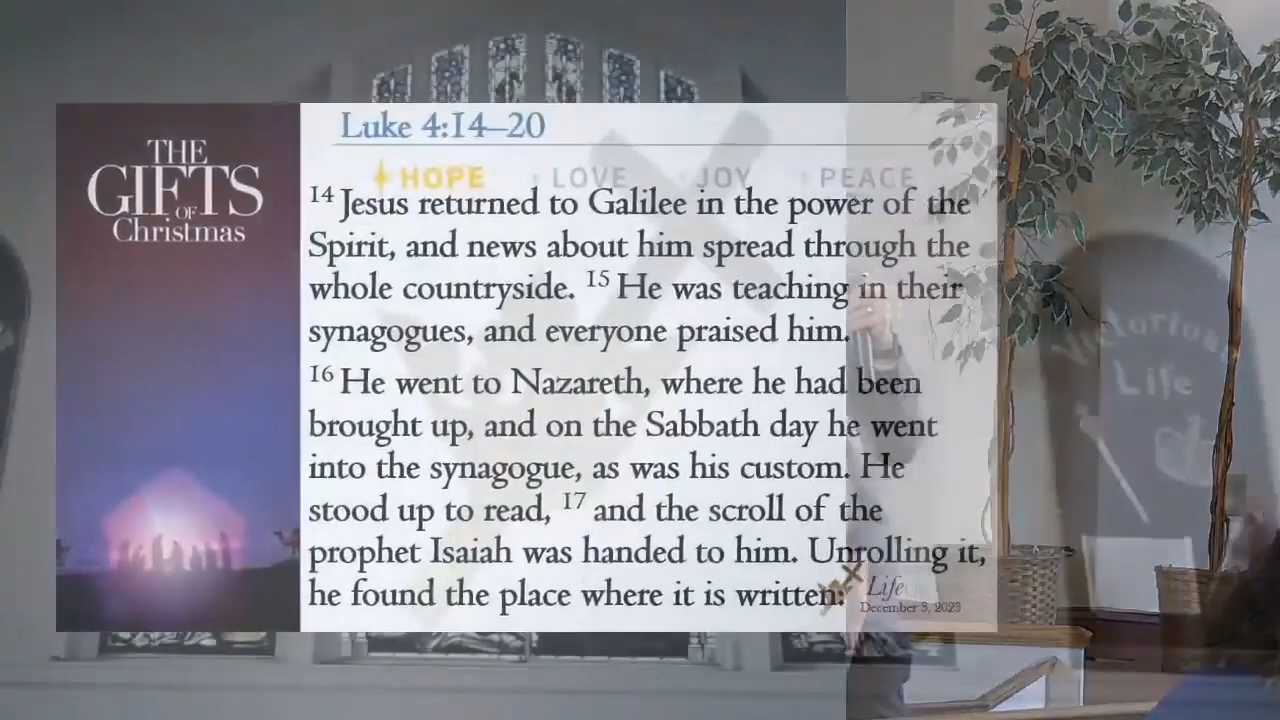 THE
GIFTS
OF
Christmas
Luke 4:14–20
HOPE LOVE JOY PEACE
14 Jesus returned to Galilee in the power of the
Spirit, and news about him spread through the
whole countryside. 15 He was teaching in their
synagogues, and everyone praised him.
16 He went to Nazareth, where he had been
brought up, and on the Sabbath day he went
into the synagogue, as was his custom. He
stood up to read, 17 and the scroll of the
prophet Isaiah was handed to him. Unrolling it,
he found the place where it is written:
Life
December 3, 2023
Victorious
Life